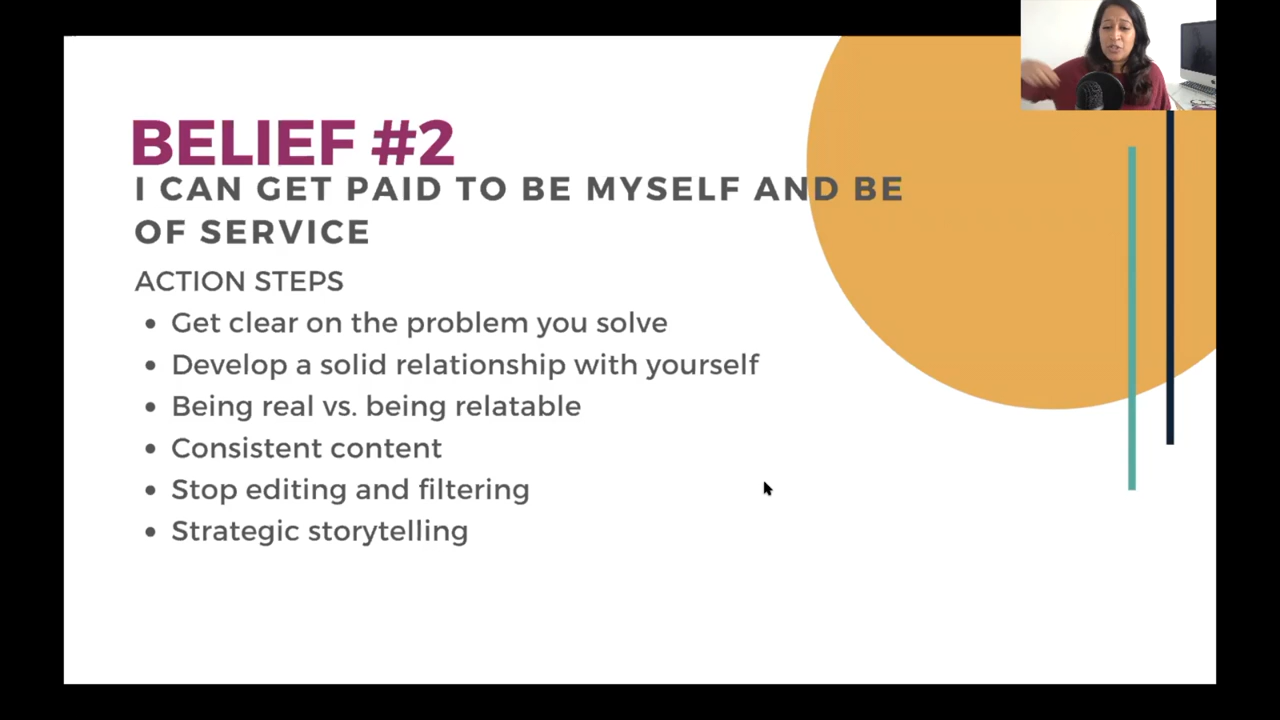 BELIEF #2
I CAN GET PAID TO BE MYSELF AND BE
OF SERVICE
ACTION STEPS
• Get clear on the problem you solve
• Develop a solid relationship with yourself
• Being real vs. being relatable
• Consistent content
• Stop editing and filtering
• Strategic storytelling